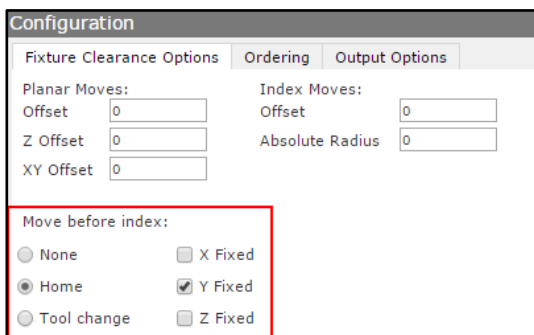 Configuration
Fixture Clearance Options Ordering Output Options
Planar Moves: Index Moves:
Offset 0 Offset 0
Z Offset 0 Absolute Radius 0
XY Offset 0
Move before index:
None X Fixed
Home Y Fixed
Tool change Z Fixed